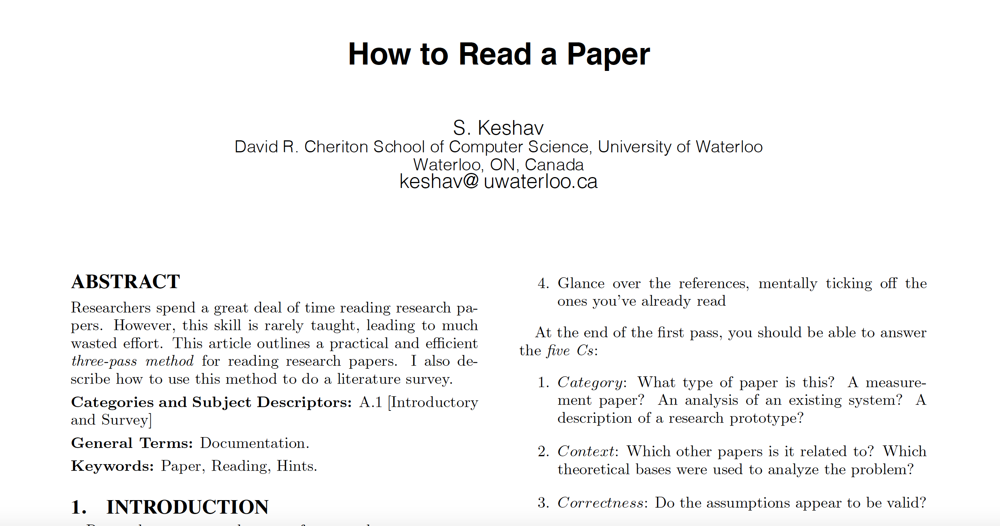 How to Read a Paper
S. Keshav
David R. Cheriton School of Computer Science, University of Waterloo
Waterloo, ON, Canada
keshav@ uwaterloo.ca
ABSTRACT
Researchers spend a great deal of time reading research pa-
pers. However, this skill is rarely taught, leading to much
wasted effort. This article outlines a practical and efficient
three-pass method for reading research papers. I also de-
scribe how to use this method to do a literature survey.
Categories and Subject Descriptors: A.1 [Introductory
and Survey]
General Terms: Documentation.
Keywords: Paper, Reading, Hints.
1. INTRODUCTION
4. Glance over the references, mentally ticking off the
ones you've already read
At the end of the first pass, you should be able to answer
the five Cs:
1. Category: What type of paper is this? A measure-
ment paper? An analysis of an existing system? A
description of a research prototype?
2. Context: Which other papers is it related to? Which
theoretical bases were used to analyze the problem?
3. Correctness: Do the assumptions appear to be valid?